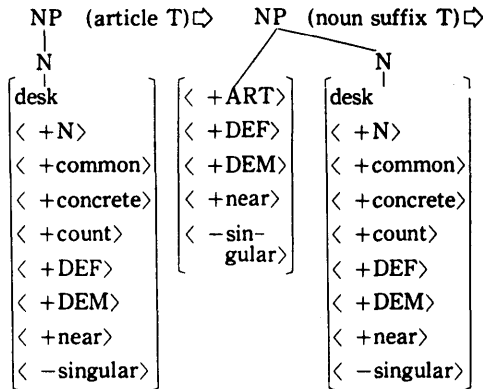 NP (article T)⇨ NP (noun suffix T)⇨
N N
desk ⟨ +ART⟩ desk
⟨ +N⟩ ⟨ +DEF⟩ ⟨ +N⟩
⟨ +common⟩ ⟨ +DEM⟩ ⟨ +common⟩
⟨ +concrete⟩ ⟨ +near⟩ ⟨ +concrete⟩
⟨ +count⟩ ⟨ −sin- ⟨ +count⟩
⟨ +DEF⟩ gular⟩ ⟨ +DEF⟩
⟨ +DEM⟩ ⟨ +DEM⟩
⟨ +near⟩ ⟨ +near⟩
⟨ −singular⟩ ⟨ −singular⟩